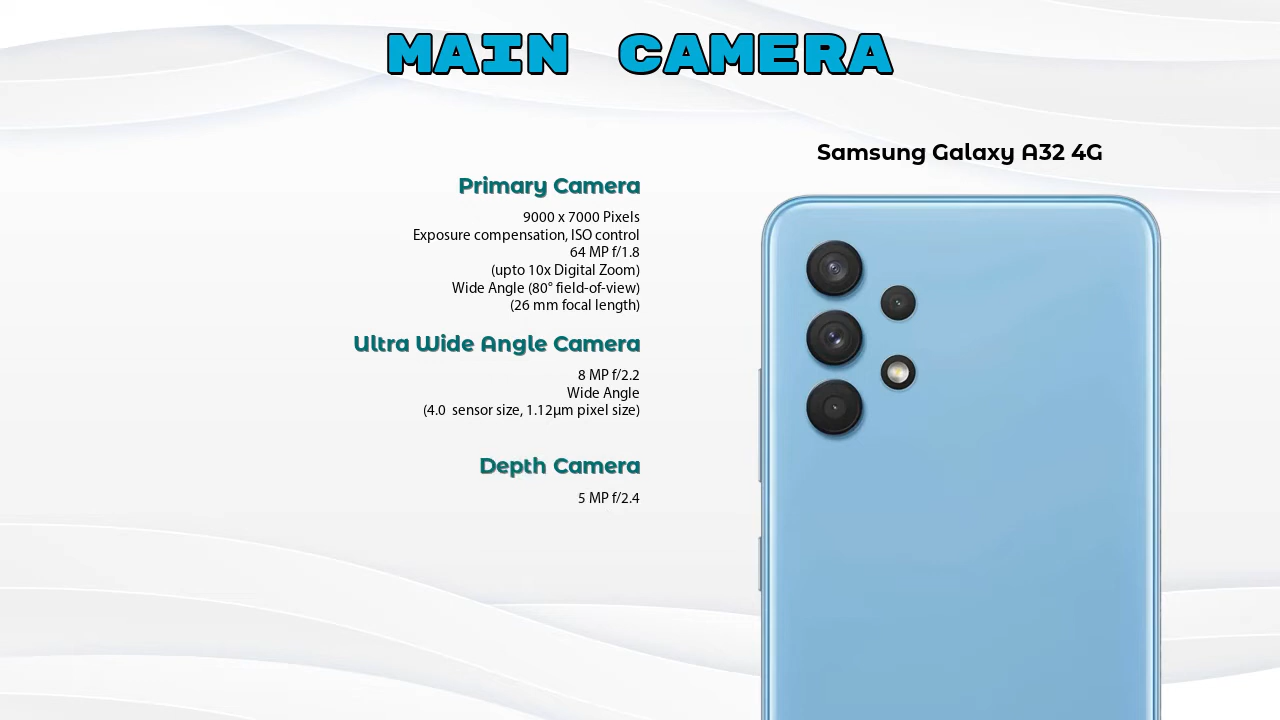 MAIN CAMERA
Samsung Galaxy A32 4G
Primary Camera
9000 x 7000 Pixels
Exposure compensation, ISO control
64 MP f/1.8
(upto 10x Digital Zoom)
Wide Angle (80° field-of-view)
(26 mm focal length)
Ultra Wide Angle Camera
8 MP f/2.2
Wide Angle
(4.0 sensor size, 1.12µm pixel size)
Depth Camera
5 MP f/2.4